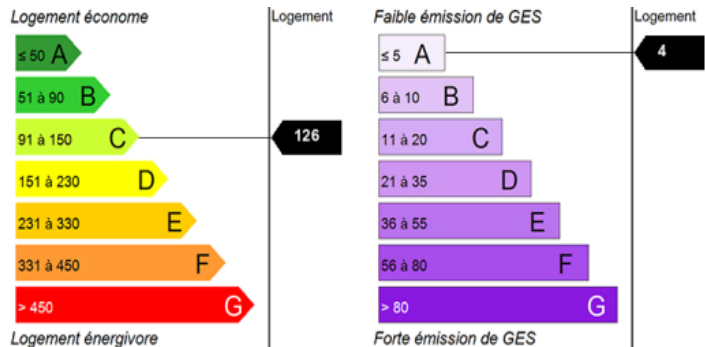 Logement économe
Logement
≤ 50 A
51 à 90 B
91 à 150 C
126
151 à 230 D
231 à 330 E
331 à 450 F
> 450 G
Logement énergivore
Faible émission de GES
Logement
≤ 5 A
4
6 à 10 B
11 à 20 C
21 à 35 D
36 à 55 E
56 à 80 F
> 80 G
Forte émission de GES